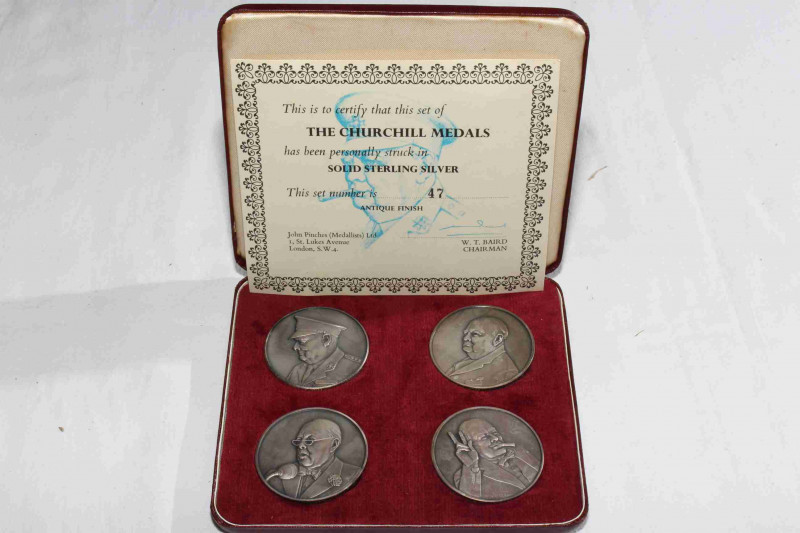 This is to certify that this set of
THE CHURCHILL MEDALS
has been personally struck in
SOLID STERLING SILVER
This set number is 47
ANTIQUE FINISH
John Pinches (Medallists) Ltd
1, St. Lukes Avenue
London, S.W.4.
W. T. BAIRD
CHAIRMAN